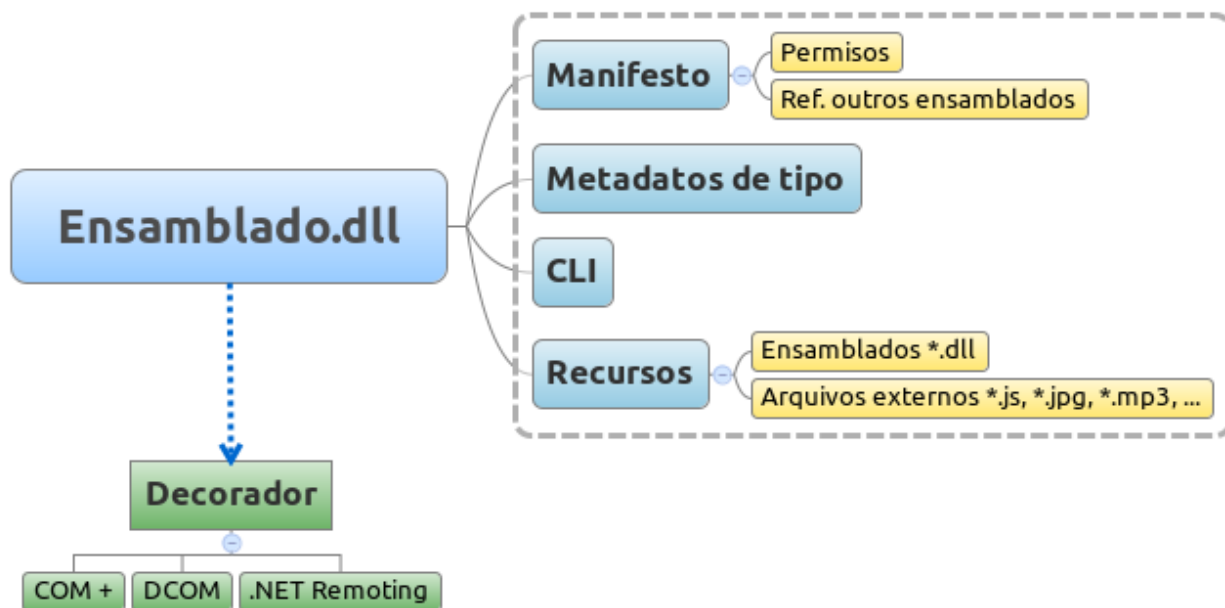 Ensamblado.dll
Manifesto
Permisos
Ref. outros ensamblados
Metadatos de tipo
CLI
Recursos
Ensamblados *.dll
Arquivos externos *.js, *.jpg, *.mp3, ...
Decorador
COM +
DCOM
.NET Remoting